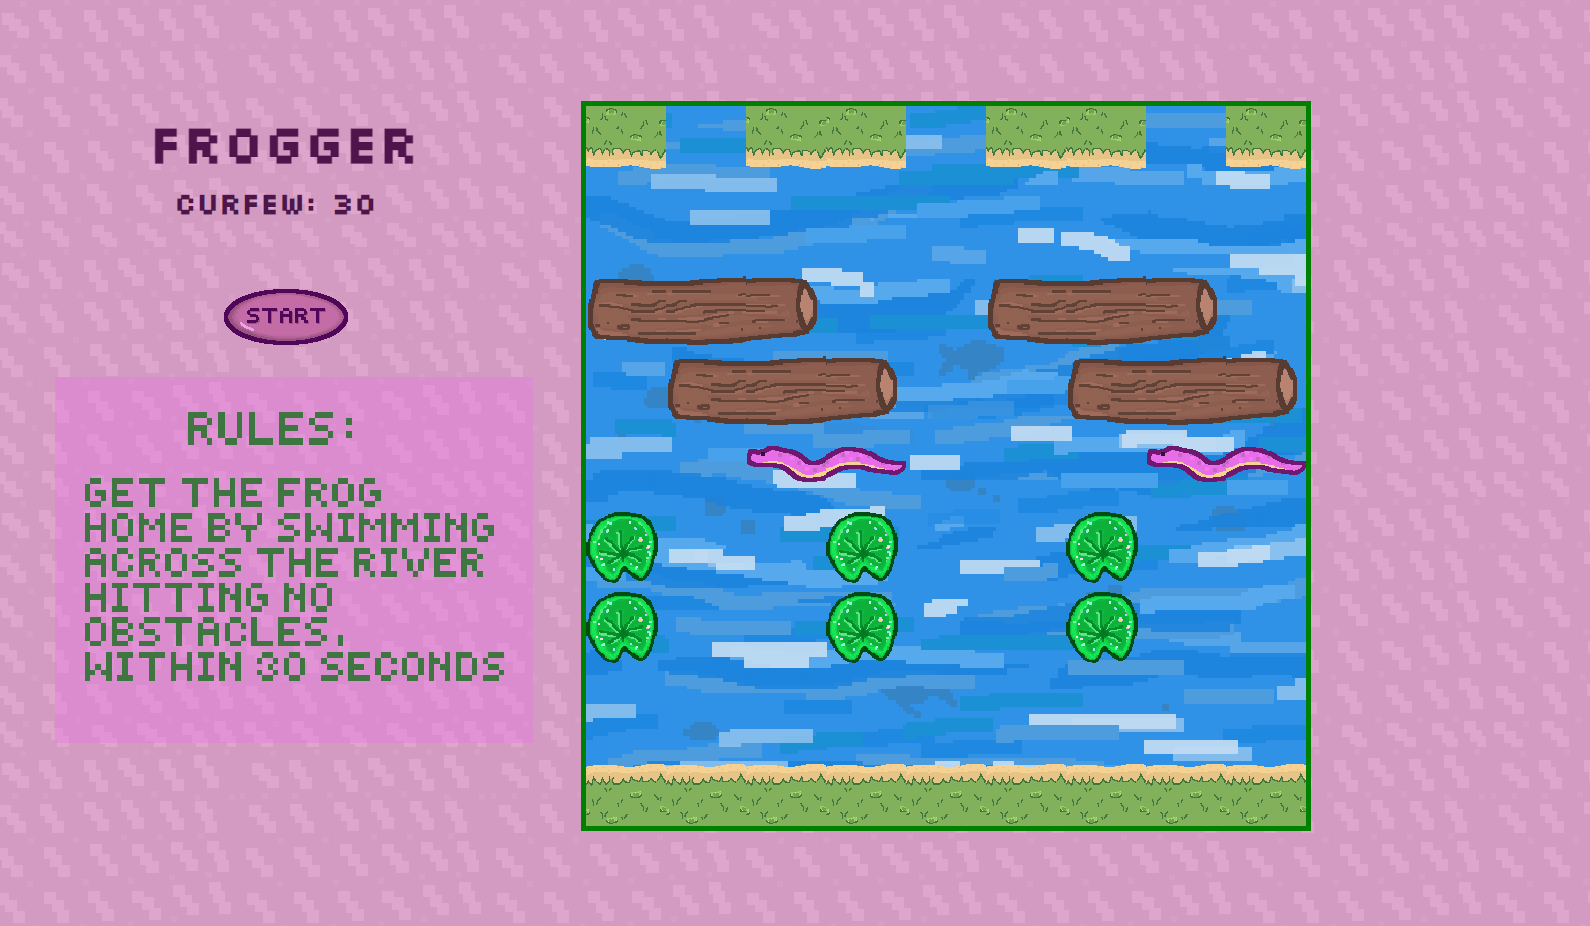 FROGGER
CURFEW: 30
START
RULES:
GET THE FROG
HOME BY SWIMMING
ACROSS THE RIVER
HITTING NO
OBSTACLES,
WITHIN 30 SECONDS